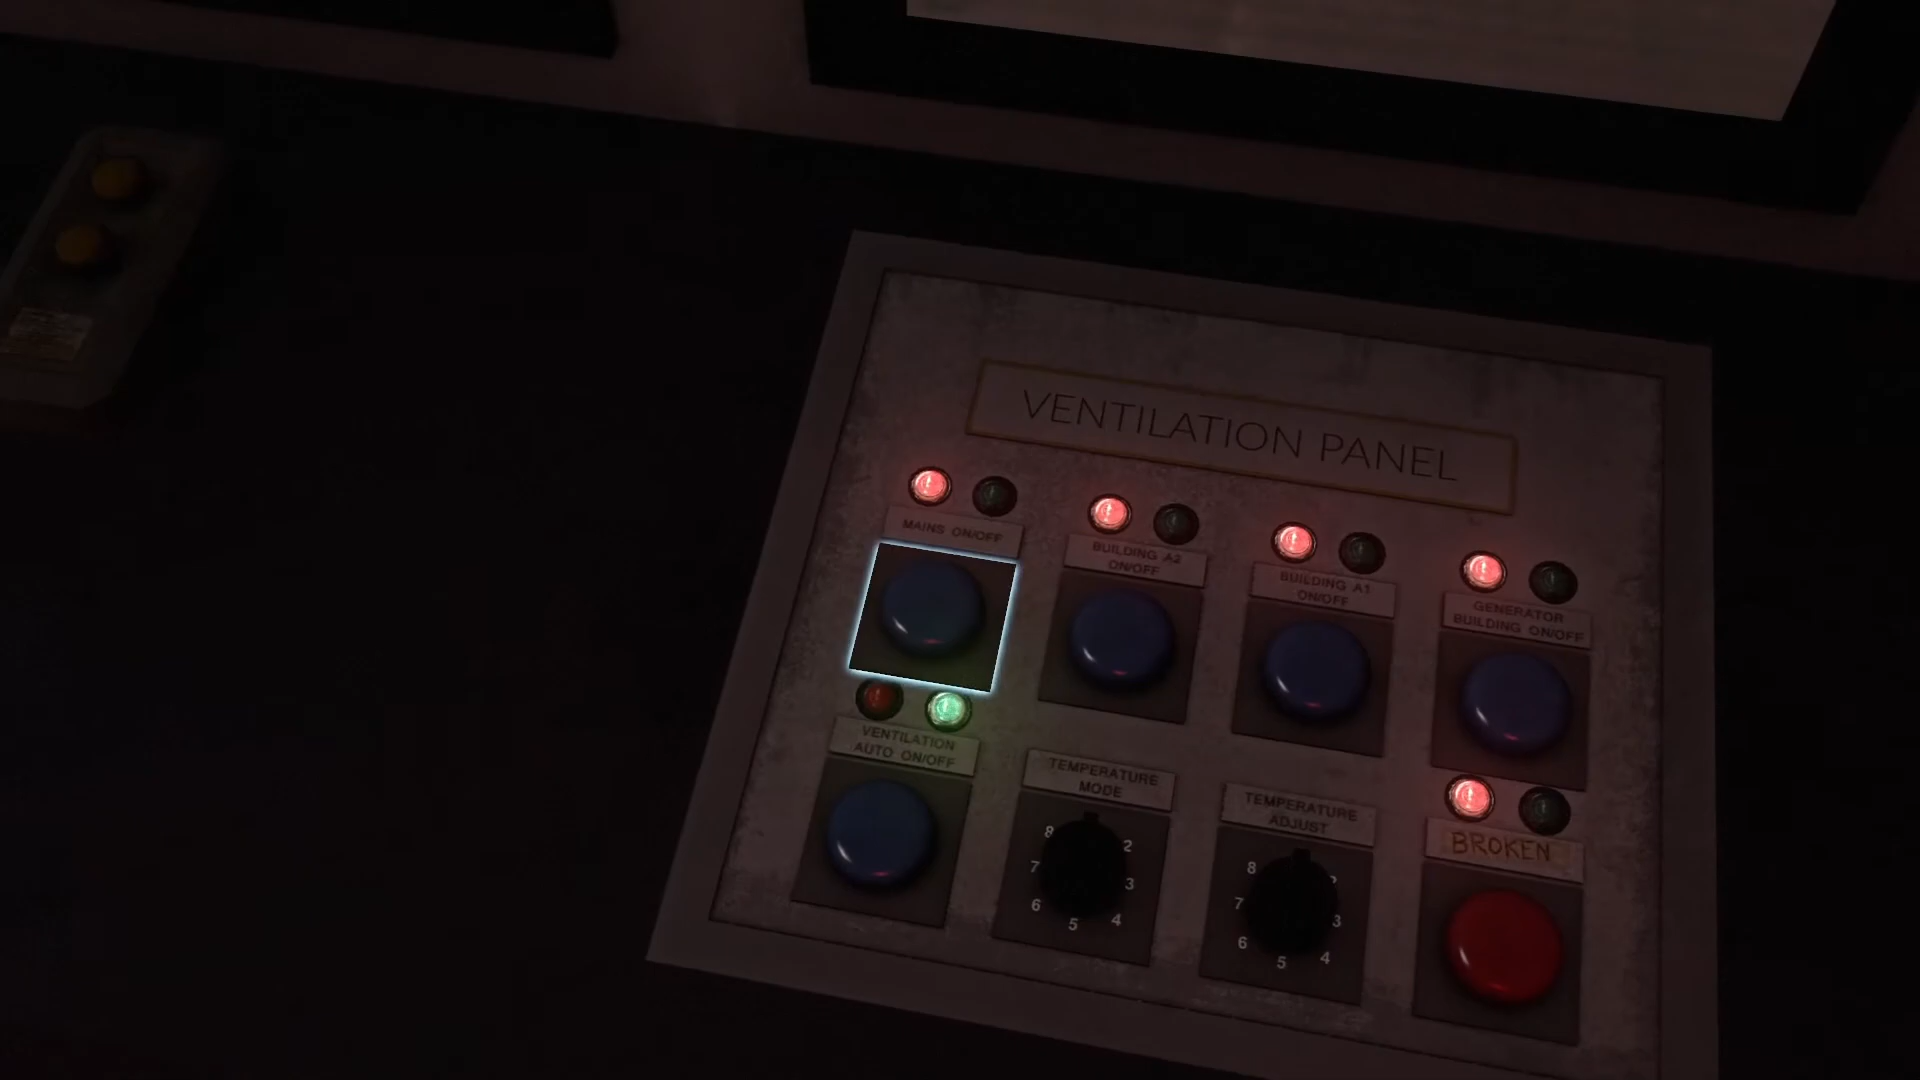 VENTILATION PANEL
MAINS ON/OFF
BUILDING A2
ON/OFF
BUILDING A1
ON/OFF
GENERATOR
BUILDING ON/OFF
VENTILATION
AUTO ON/OFF
TEMPERATURE
MODE
TEMPERATURE
ADJUST
BROKEN
8 2
7 3
6 4
5
8
7 3
6 4
5